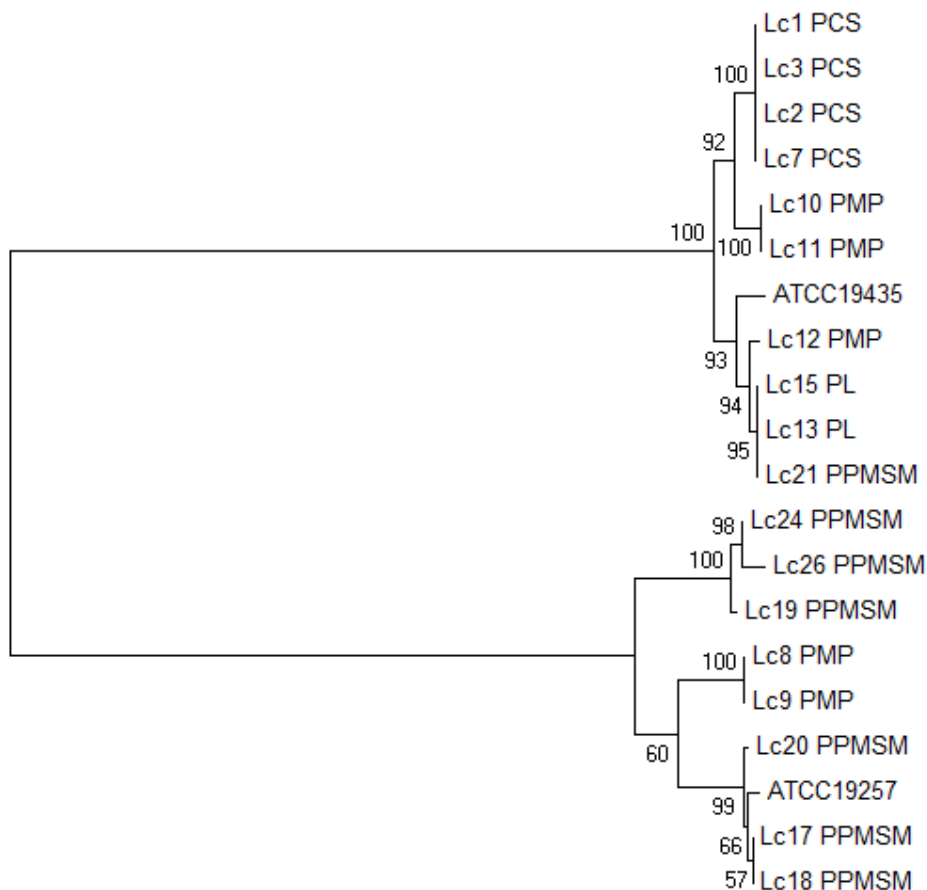 Lc1 PCS
100
Lc3 PCS
Lc2 PCS
92
Lc7 PCS
Lc10 PMP
100
100
Lc11 PMP
ATCC19435
Lc12 PMP
93
Lc15 PL
94
Lc13 PL
95
Lc21 PPMSM
Lc24 PPMSM
98
100
Lc26 PPMSM
Lc19 PPMSM
Lc8 PMP
100
Lc9 PMP
Lc20 PPMSM
60
ATCC19257
99
Lc17 PPMSM
66
Lc18 PPMSM
57